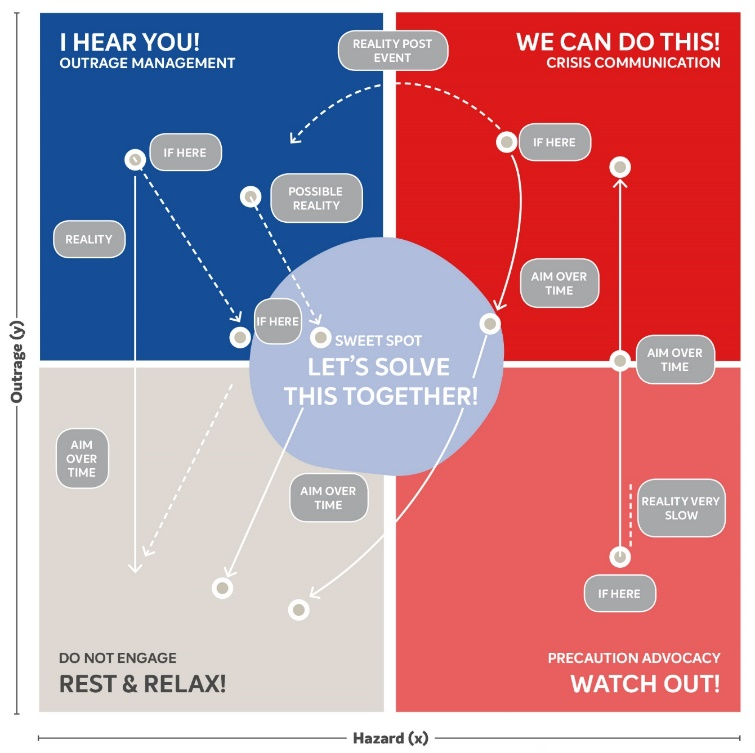 I HEAR YOU!
OUTRAGE MANAGEMENT
REALITY POST
EVENT
WE CAN DO THIS!
CRISIS COMMUNICATION
IF HERE
IF HERE
POSSIBLE
REALITY
REALITY
AIM OVER
TIME
IF HERE
SWEET SPOT
LET'S SOLVE
THIS TOGETHER!
AIM OVER
TIME
AIM
OVER
TIME
AIM OVER
TIME
REALITY VERY
SLOW
IF HERE
DO NOT ENGAGE
REST & RELAX!
PRECAUTION ADVOCACY
WATCH OUT!
Outrage (y)
Hazard (x)